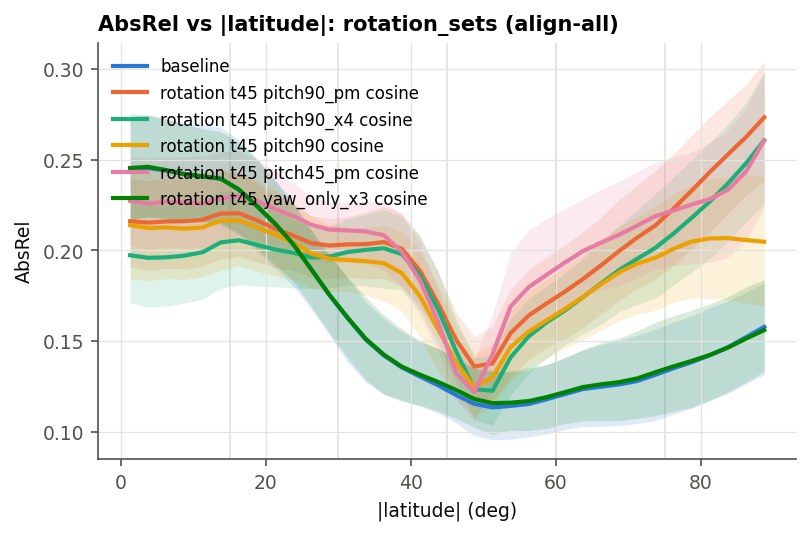 AbsRel vs |latitude|: rotation_sets (align-all)
baseline
rotation t45 pitch90_pm cosine
rotation t45 pitch90_x4 cosine
rotation t45 pitch90 cosine
rotation t45 pitch45_pm cosine
rotation t45 yaw_only_x3 cosine
0.30
0.25
0.20
0.15
0.10
AbsRel
0 20 40 60 80
|latitude| (deg)